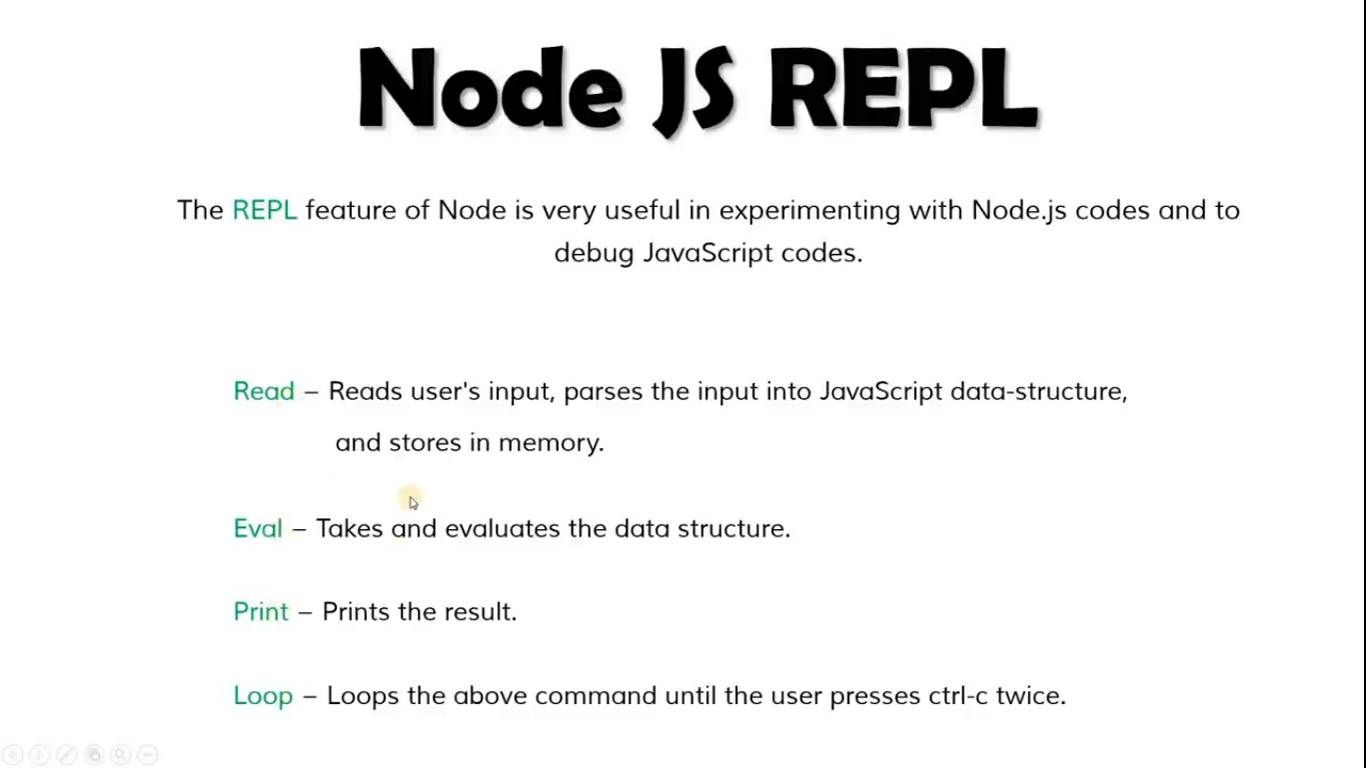 Node JS REPL
The REPL feature of Node is very useful in experimenting with Node.js codes and to
debug JavaScript codes.
Read – Reads user's input, parses the input into JavaScript data-structure,
and stores in memory.
Eval – Takes and evaluates the data structure.
Print – Prints the result.
Loop – Loops the above command until the user presses ctrl-c twice.